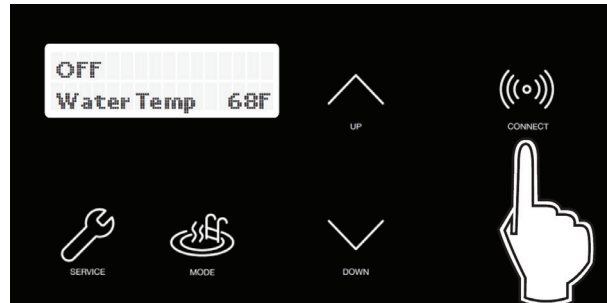 OFF
Water Temp 68F
UP
CONNECT
SERVICE
MODE
DOWN